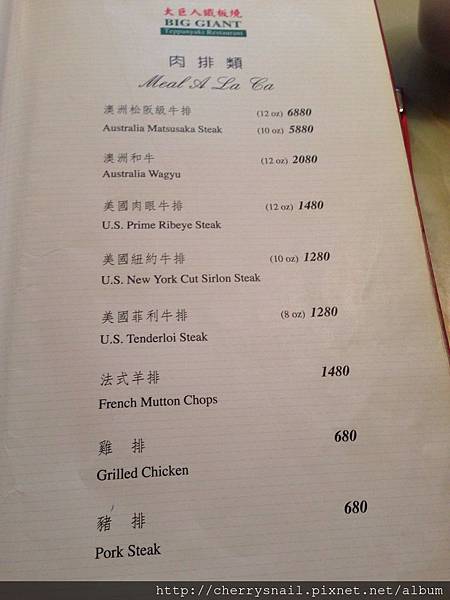 大巨人鐵板燒
BIG GIANT
Teppanyaki Restaurant
肉排類
Meal A La Ca
澳洲松阪級牛排 (12 oz) 6880
Australia Matsusaka Steak (10 oz) 5880
澳洲和牛 (12 oz) 2080
Australia Wagyu
美國肉眼牛排 (12 oz) 1480
U.S. Prime Ribeye Steak
美國紐約牛排 (10 oz) 1280
U.S. New York Cut Sirlon Steak
美國菲利牛排 (8 oz) 1280
U.S. Tenderloi Steak
法式羊排 1480
French Mutton Chops
雞 排 680
Grilled Chicken
豬 排 680
Pork Steak
http://cherrysnail.pixnet.net/album